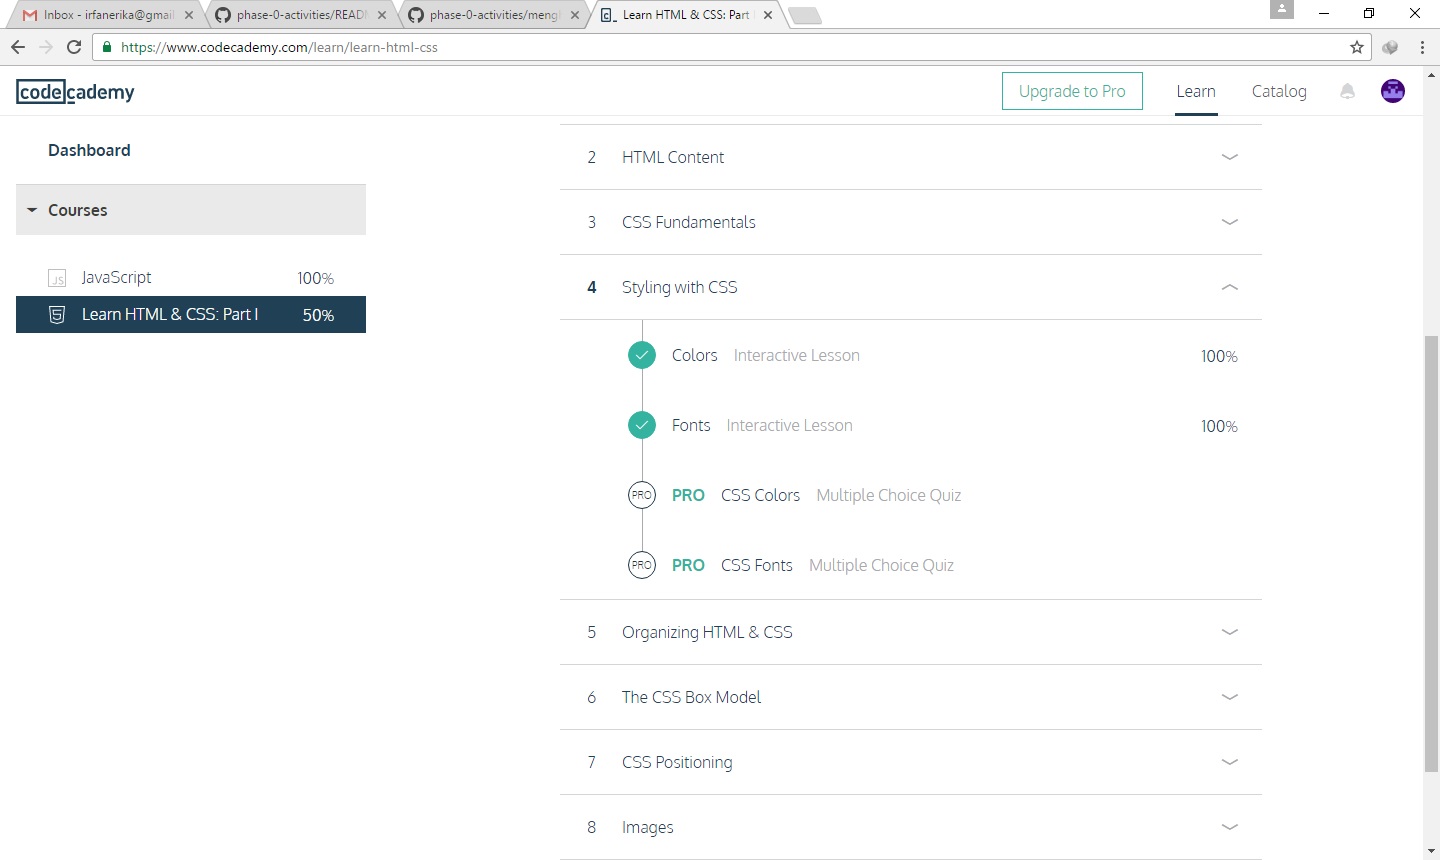 Inbox - irfanerika@gmail
phase-0-activities/READ
phase-0-activities/meng
Learn HTML & CSS: Part
https://www.codecademy.com/learn/learn-html-css
codecademy
Upgrade to Pro
Learn
Catalog
Dashboard
Courses
JS JavaScript 100%
5 Learn HTML & CSS: Part I 50%
2 HTML Content
3 CSS Fundamentals
4 Styling with CSS
Colors Interactive Lesson 100%
Fonts Interactive Lesson 100%
PRO PRO CSS Colors Multiple Choice Quiz
PRO PRO CSS Fonts Multiple Choice Quiz
5 Organizing HTML & CSS
6 The CSS Box Model
7 CSS Positioning
8 Images